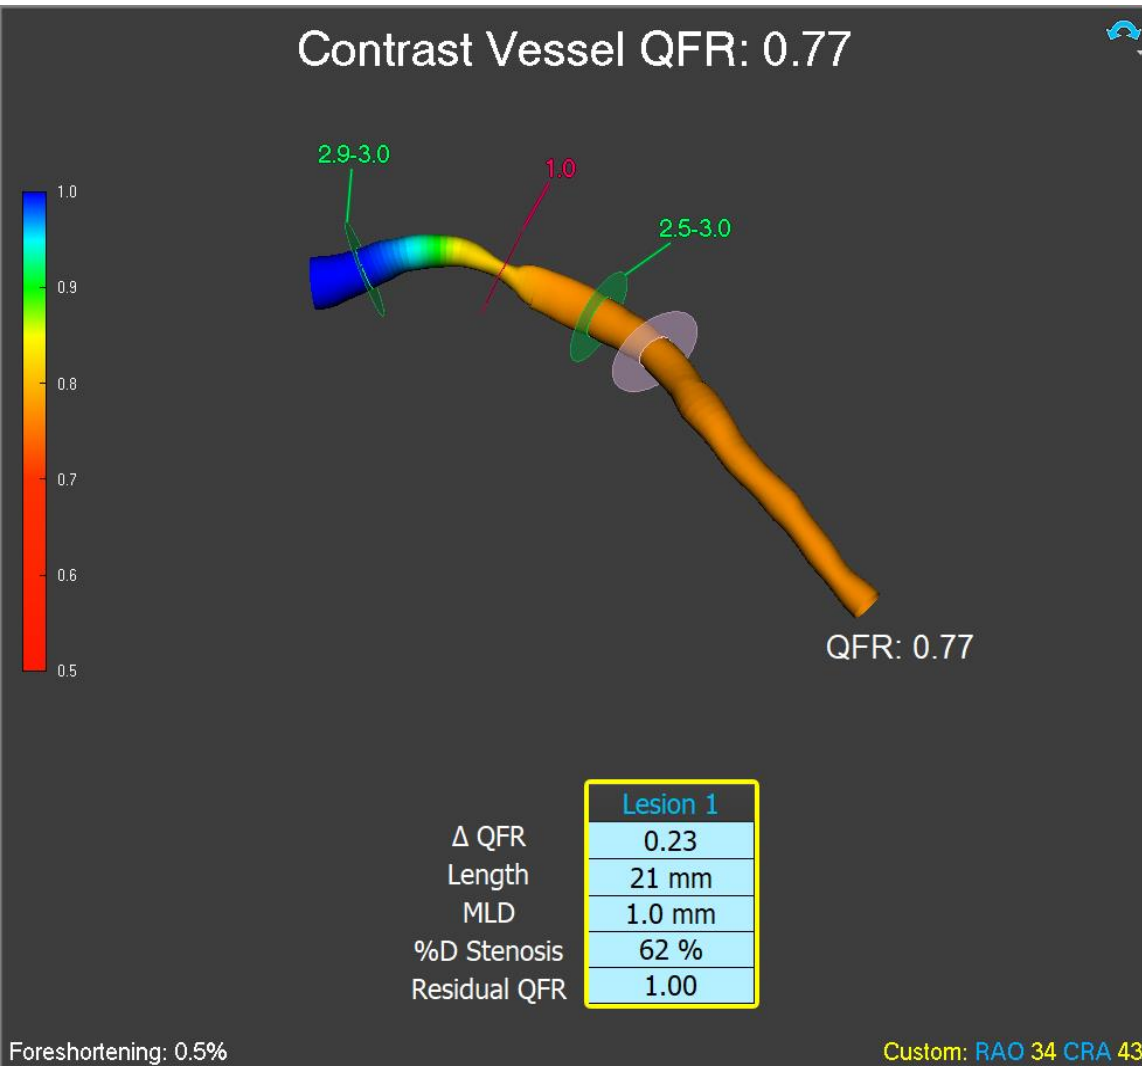 Contrast Vessel QFR: 0.77
2.9-3.0
1.0
2.5-3.0
1.0
0.9
0.8
0.7
0.6
0.5
QFR: 0.77
Lesion 1
Δ QFR 0.23
Length 21 mm
MLD 1.0 mm
%D Stenosis 62 %
Residual QFR 1.00
Foreshortening: 0.5% Custom: RAO 34 CRA 43